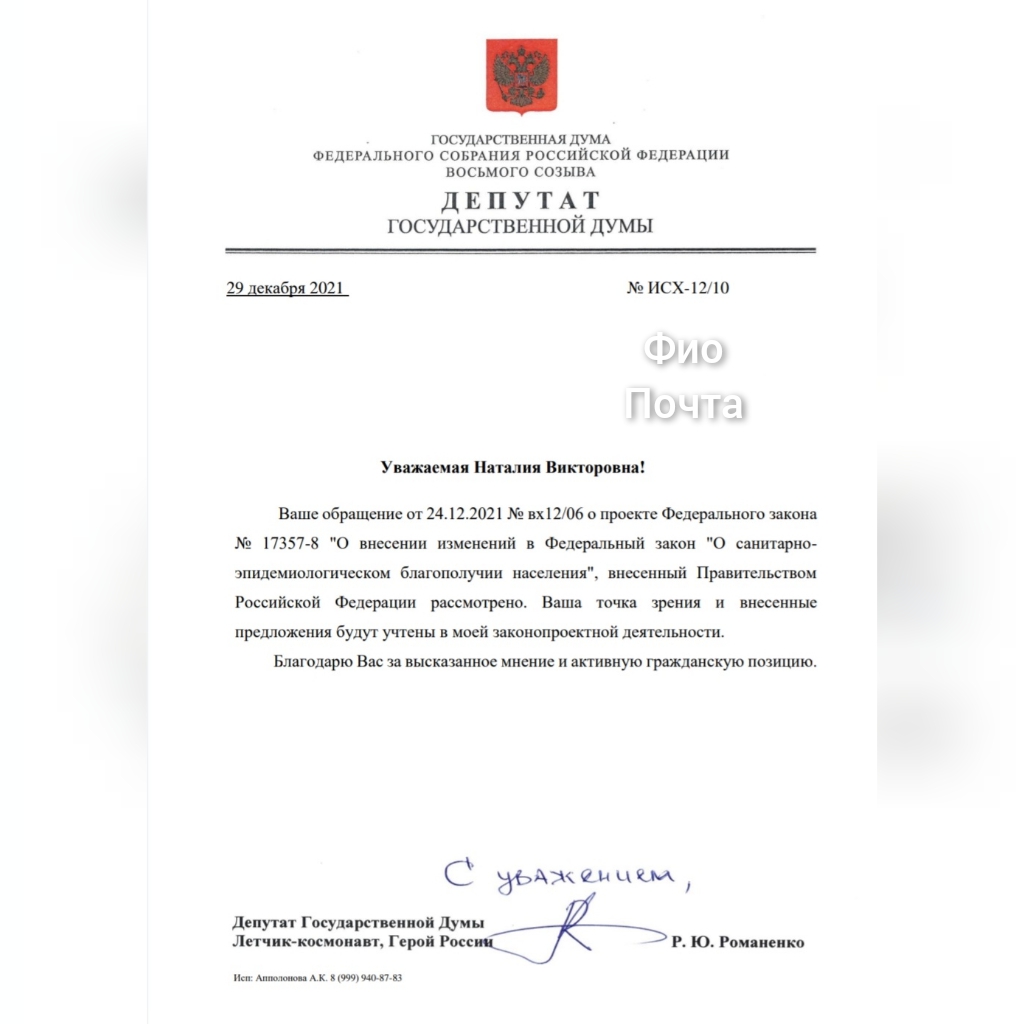 ГОСУДАРСТВЕННАЯ ДУМА
ФЕДЕРАЛЬНОГО СОБРАНИЯ РОССИЙСКОЙ ФЕДЕРАЦИИ
ВОСЬМОГО СОЗЫВА
ДЕПУТАТ
ГОСУДАРСТВЕННОЙ ДУМЫ
29 декабря 2021 № ИСХ-12/10
Фио
Почта
Уважаемая Наталия Викторовна!
Ваше обращение от 24.12.2021 № вх12/06 о проекте Федерального закона
№ 17357-8 "О внесении изменений в Федеральный закон "О санитарно-
эпидемиологическом благополучии населения", внесенный Правительством
Российской Федерации рассмотрено. Ваша точка зрения и внесенные
предложения будут учтены в моей законопроектной деятельности.
Благодарю Вас за высказанное мнение и активную гражданскую позицию.
С уважением,
Депутат Государственной Думы
Летчик-космонавт, Герой России Р. Ю. Романенко
Исп: Апполонова А.К. 8 (999) 940-87-83